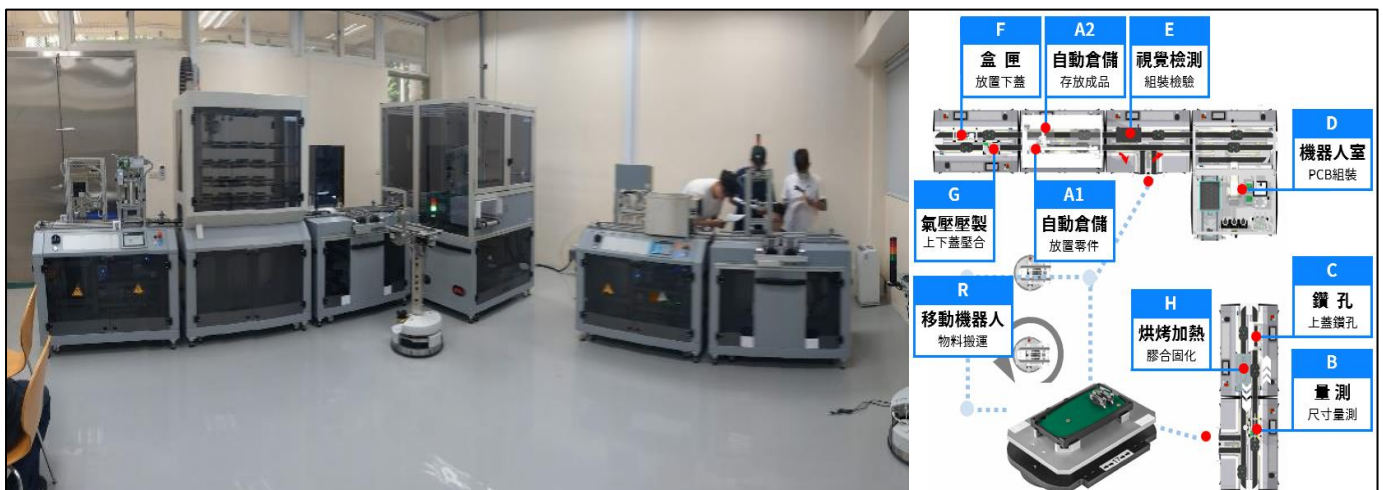 F
盒 匣
放置下蓋
A2
自動倉儲
存放成品
E
視覺檢測
組裝檢驗
D
機器人室
PCB組裝
G
氣壓壓製
上下蓋壓合
A1
自動倉儲
放置零件
C
鑽 孔
上蓋鑽孔
R
移動機器人
物料搬運
H
烘烤加熱
膠合固化
B
量 測
尺寸量測